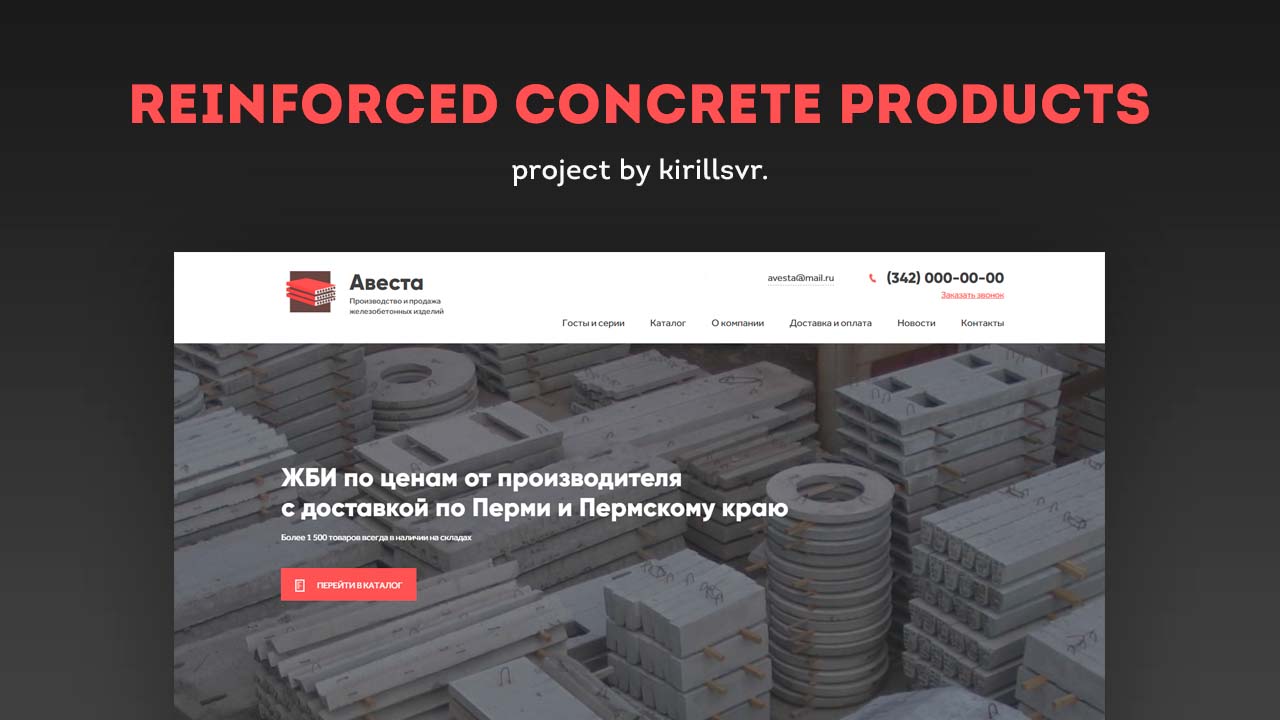 REINFORCED CONCRETE PRODUCTS
project by kirillsvr.
Авеста
Производство и продажа
железобетонных изделий
avesta@mail.ru
(342) 000-00-00
Заказать звонок
Госты и серии Каталог О компании Доставка и оплата Новости Контакты
ЖБИ по ценам от производителя
с доставкой по Перми и Пермскому краю
Более 1 500 товаров всегда в наличии на складах
ПЕРЕЙТИ В КАТАЛОГ